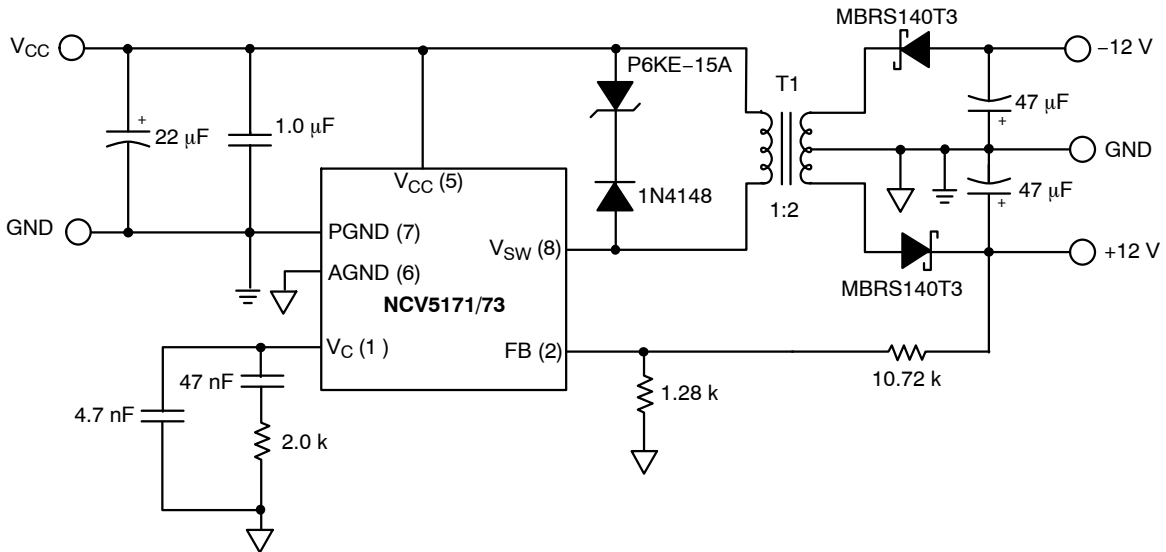 MBRS140T3
VCC
P6KE−15A
−12 V
T1
47 µF
+
22 µF
1.0 µF
+
GND
VCC (5)
47 µF
1N4148
+
1:2
GND
PGND (7)
VSW (8)
+12 V
AGND (6)
MBRS140T3
NCV5171/73
VC (1 )
FB (2)
47 nF
10.72 k
4.7 nF
1.28 k
2.0 k